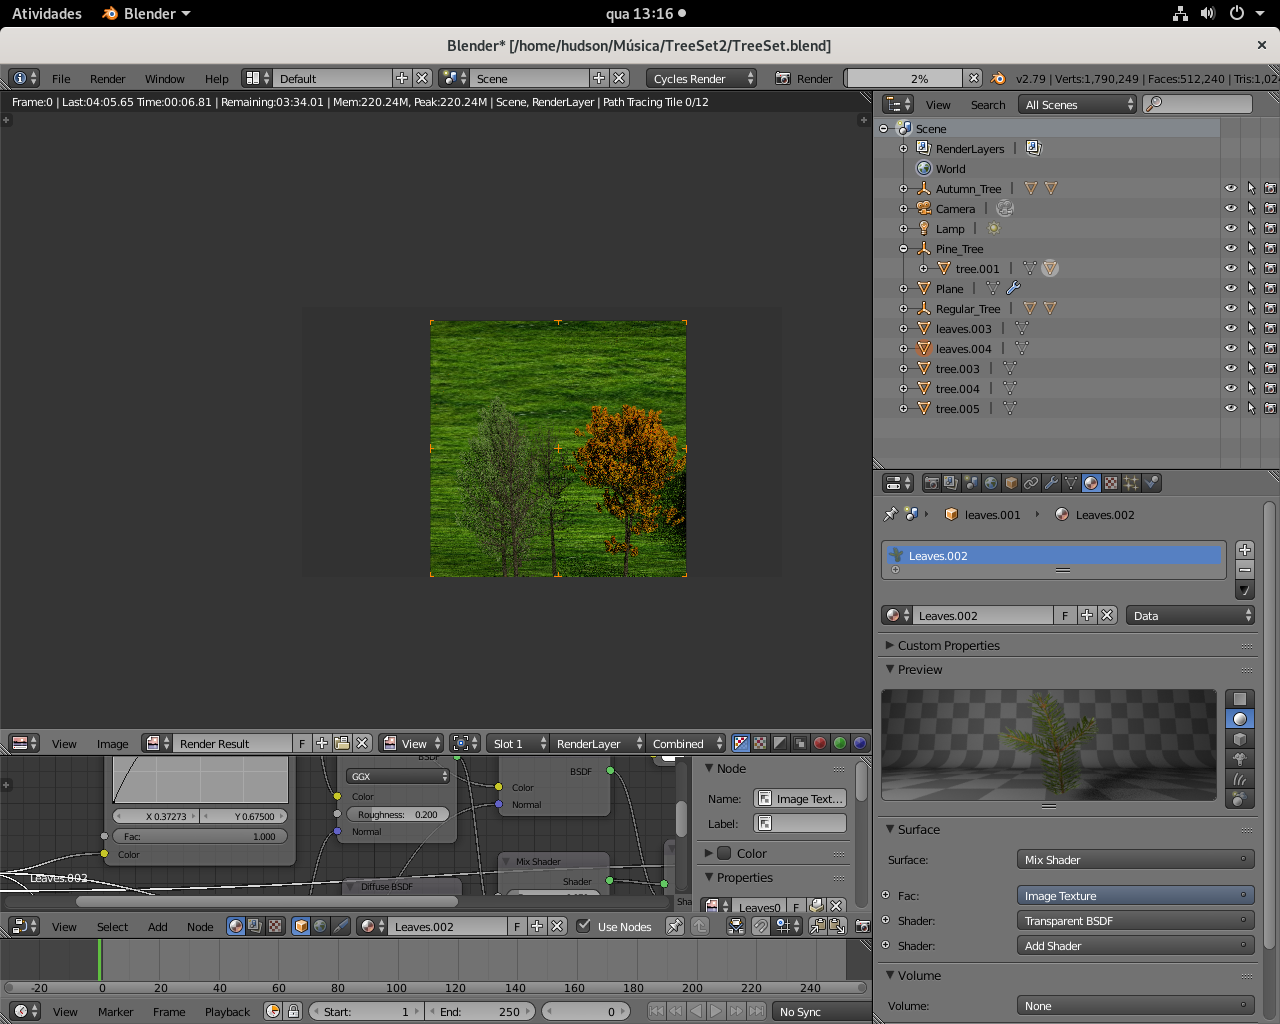 Atividades Blender qua 13:16
Blender* [/home/hudson/Música/TreeSet2/TreeSet.blend]
File Render Window Help Default Scene Cycles Render Render 2% v2.79 | Verts:1,790,249 | Faces:512,240 | Tris:1,02
Frame:0 | Last:04:05.65 Time:00:06.81 | Remaining:03:34.01 | Mem:220.24M, Peak:220.24M | Scene, RenderLayer | Path Tracing Tile 0/12
View Search All Scenes
Scene
RenderLayers
World
Autumn_Tree
Camera
Lamp
Pine_Tree
tree.001
Plane
Regular_Tree
leaves.003
leaves.004
tree.003
tree.004
tree.005
leaves.001 Leaves.002
Leaves.002
Leaves.002 F Data
Custom Properties
Preview
Surface
Surface: Mix Shader
Fac: Image Texture
Shader: Transparent BSDF
Shader: Add Shader
Volume
Volume: None
View Image Render Result F View Slot 1 RenderLayer Combined
BSDF
GGX
Color
Roughness: 0.200
Normal
X 0.37273 Y 0.67500
Fac: 1.000
Color
Leaves.002
Diffuse BSDF
BSDF
Color
Normal
Mix Shader
Shader
Sha
Node
Name: Image Text...
Label:
Color
Properties
Leaves0 F
View Select Add Node Leaves.002 F Use Nodes
-20 0 20 40 60 80 100 120 140 160 180 200 220 240
View Marker Frame Playback Start: 1 End: 250 0 No Sync